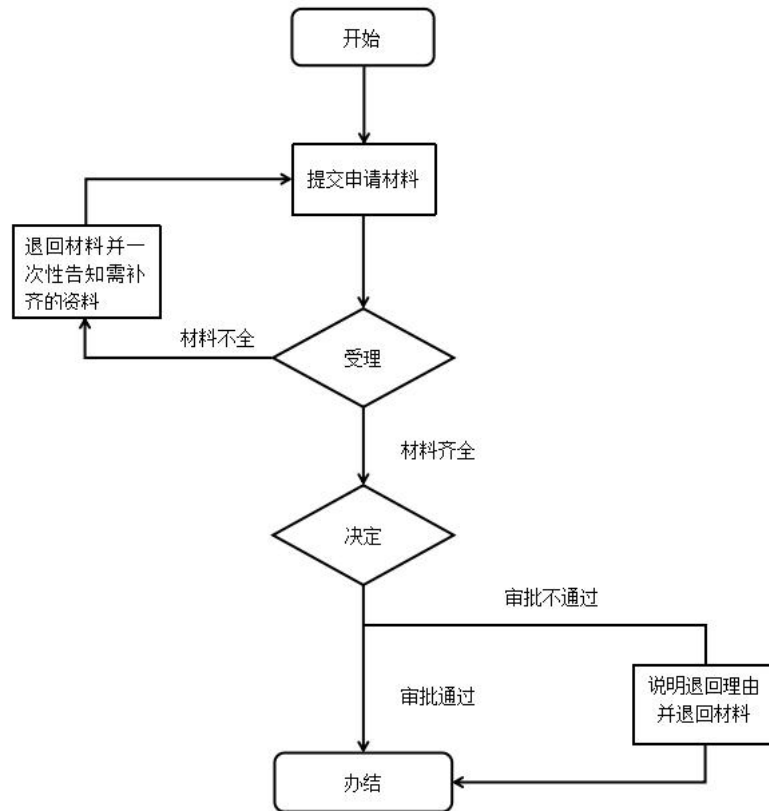 开始
提交申请材料
退回材料并一
次性告知需补
齐的资料
材料不全
受理
材料齐全
决定
审批不通过
审批通过
说明退回理由
并退回材料
办结